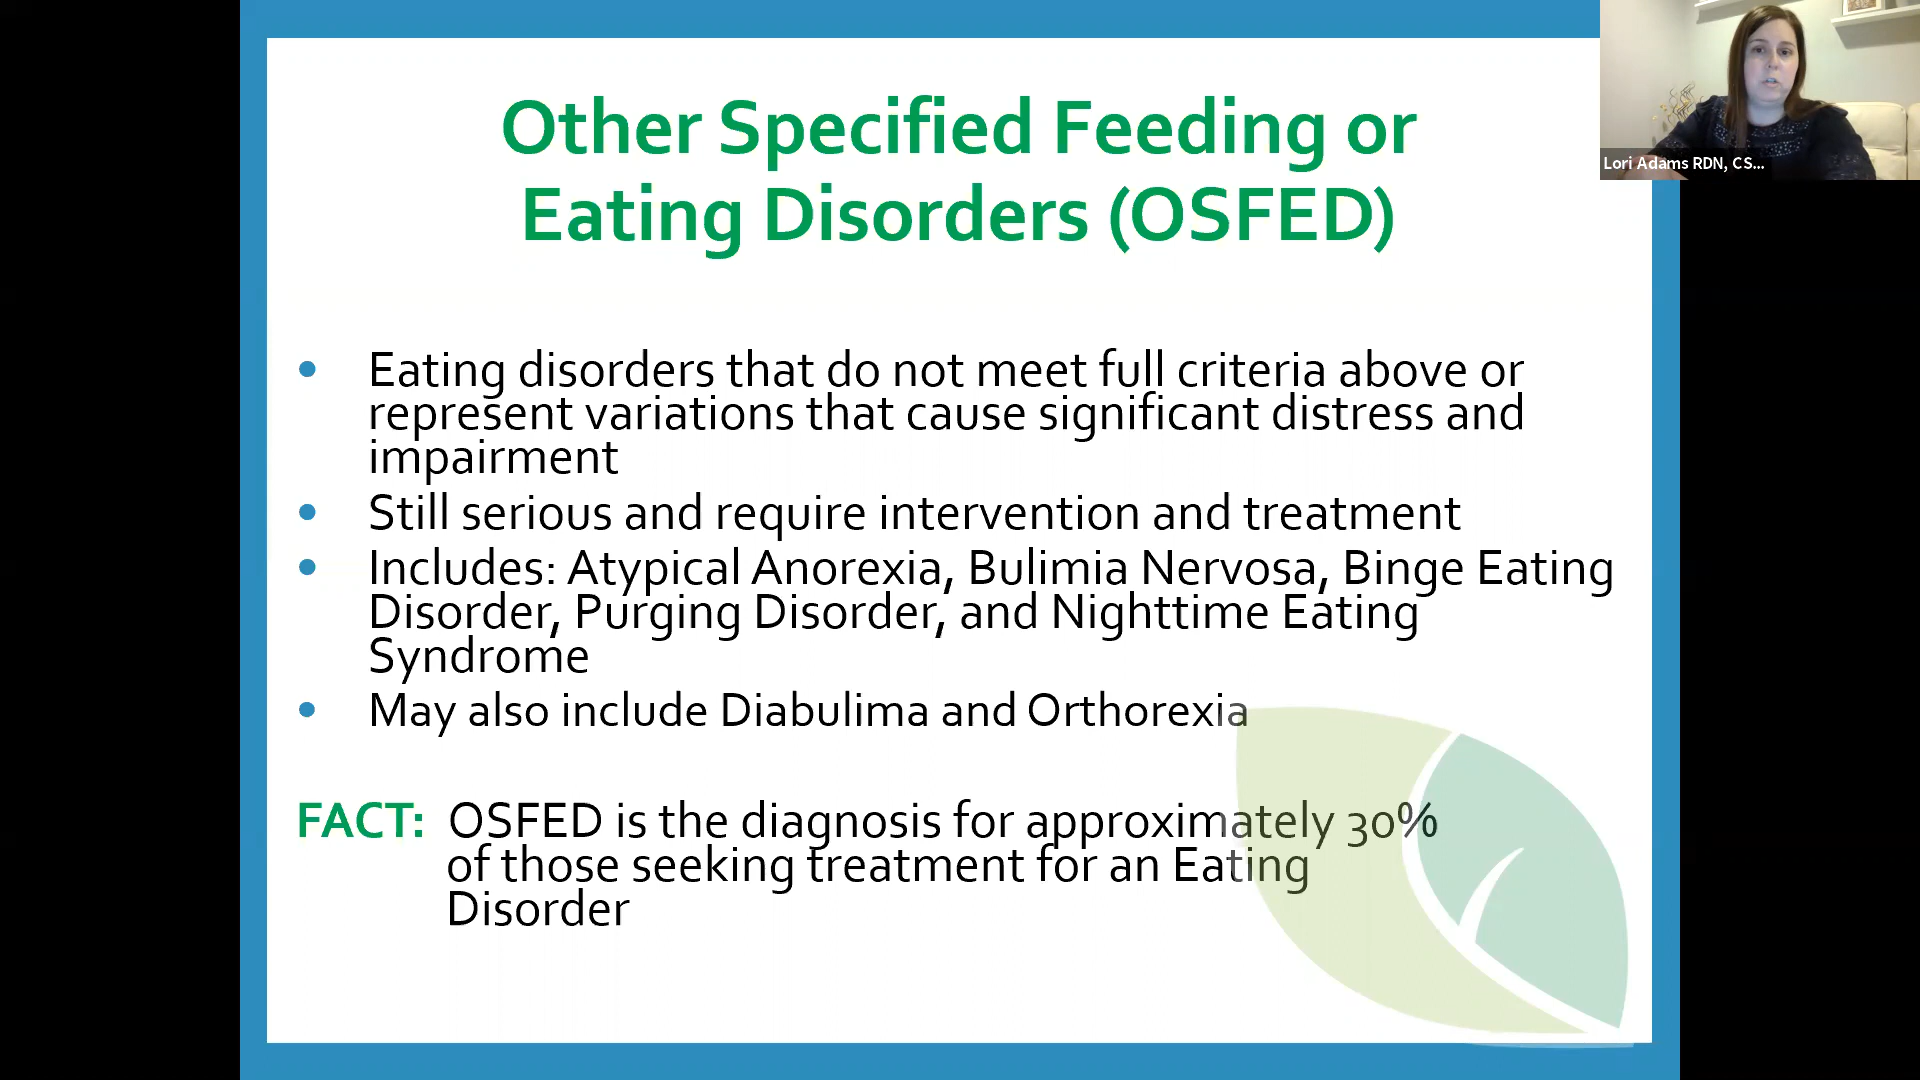 Other Specified Feeding or
Eating Disorders (OSFED)
Lori Adams RDN, CS...
• Eating disorders that do not meet full criteria above or
represent variations that cause significant distress and
impairment
• Still serious and require intervention and treatment
• Includes: Atypical Anorexia, Bulimia Nervosa, Binge Eating
Disorder, Purging Disorder, and Nighttime Eating
Syndrome
• May also include Diabulima and Orthorexia
FACT: OSFED is the diagnosis for approximately 30%
of those seeking treatment for an Eating
Disorder